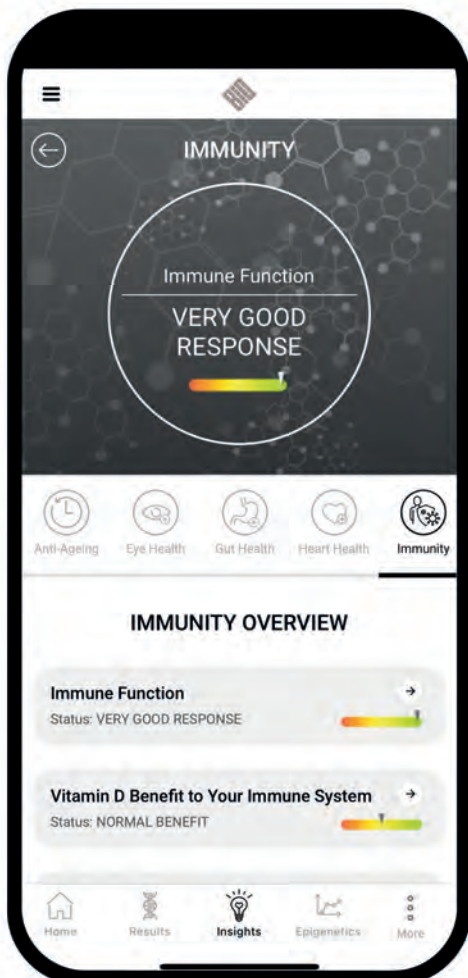 IMMUNITY
Immune Function
VERY GOOD
RESPONSE
Anti-Ageing
Eye Health
Gut Health
Heart Health
Immunity
IMMUNITY OVERVIEW
Immune Function
Status: VERY GOOD RESPONSE
Vitamin D Benefit to Your Immune System
Status: NORMAL BENEFIT
Home
Results
Insights
Epigenetics
More